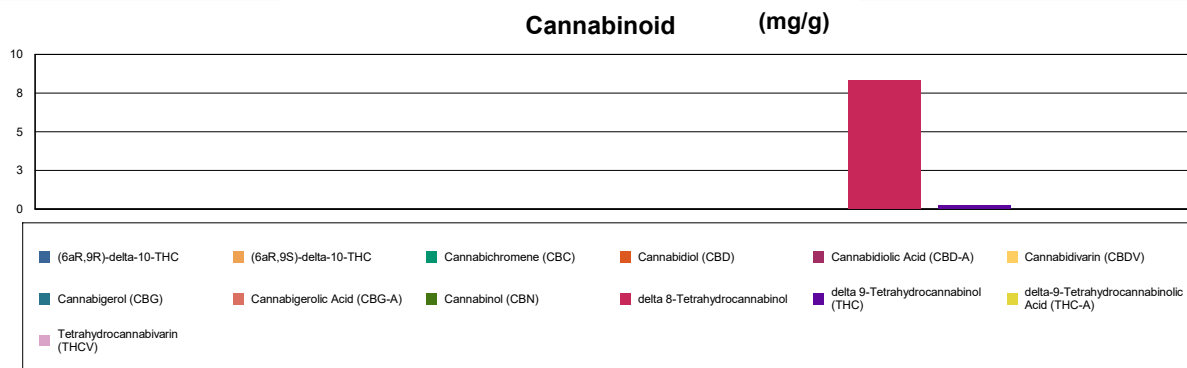 Cannabinoid (mg/g)
10
8
5
3
0
(6aR,9R)-delta-10-THC
(6aR,9S)-delta-10-THC
Cannabichromene (CBC)
Cannabidiol (CBD)
Cannabidiolic Acid (CBD-A)
Cannabidivarin (CBDV)
Cannabigerol (CBG)
Cannabigerolic Acid (CBG-A)
Cannabinol (CBN)
delta 8-Tetrahydrocannabinol
delta 9-Tetrahydrocannabinol
(THC)
delta-9-Tetrahydrocannabinolic
Acid (THC-A)
Tetrahydrocannabivarin
(THCV)